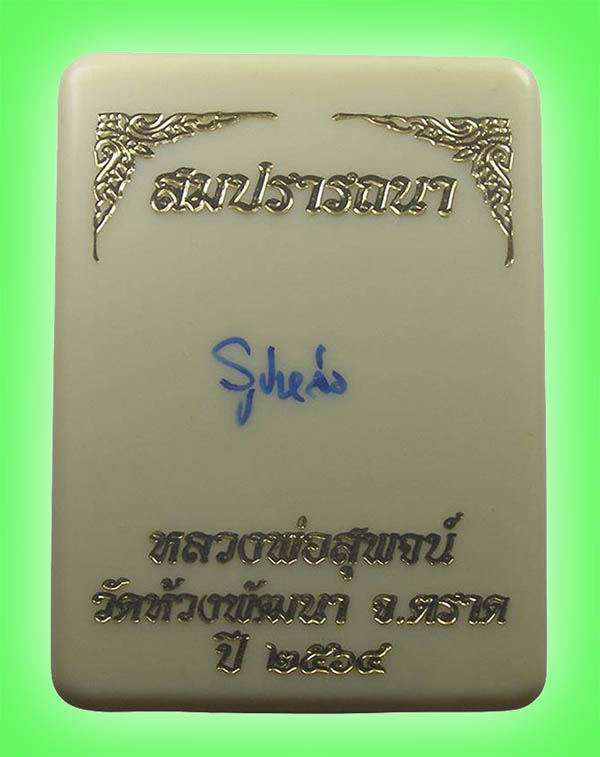 สมปรารถนา
รูปหล่อ
หลวงพ่อสุพจน์
วัดห้วงพัฒนา จ.ตราด
ปี ๒๕๖๔